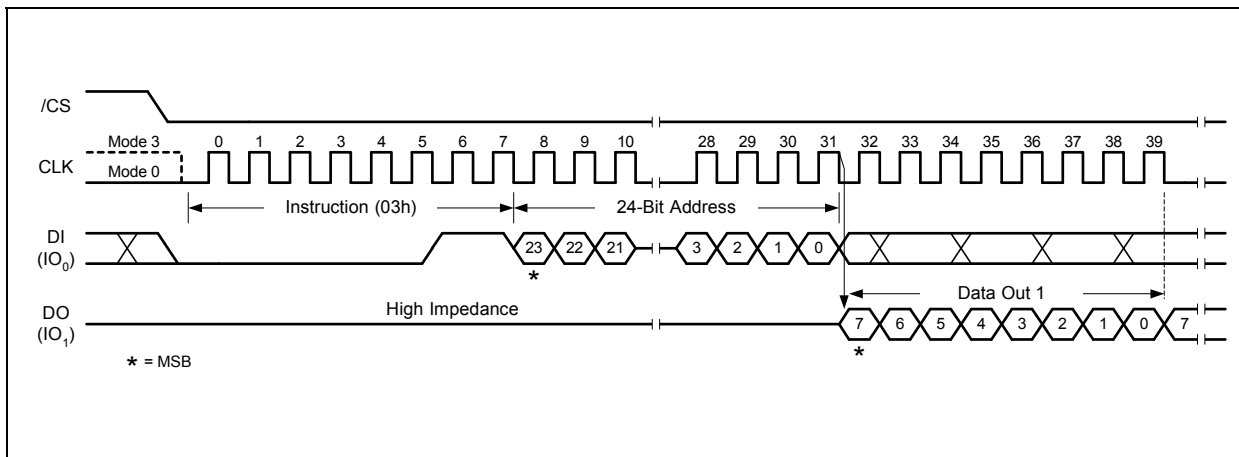 /CS
Mode 3
0 1 2 3 4 5 6 7 8 9 10 28 29 30 31 32 33 34 35 36 37 38 39
CLK
Mode 0
Instruction (03h)
24-Bit Address
DI
(IO0)
23 22 21 3 2 1 0
*
High Impedance
Data Out 1
DO
(IO1)
7 6 5 4 3 2 1 0 7
*
* = MSB